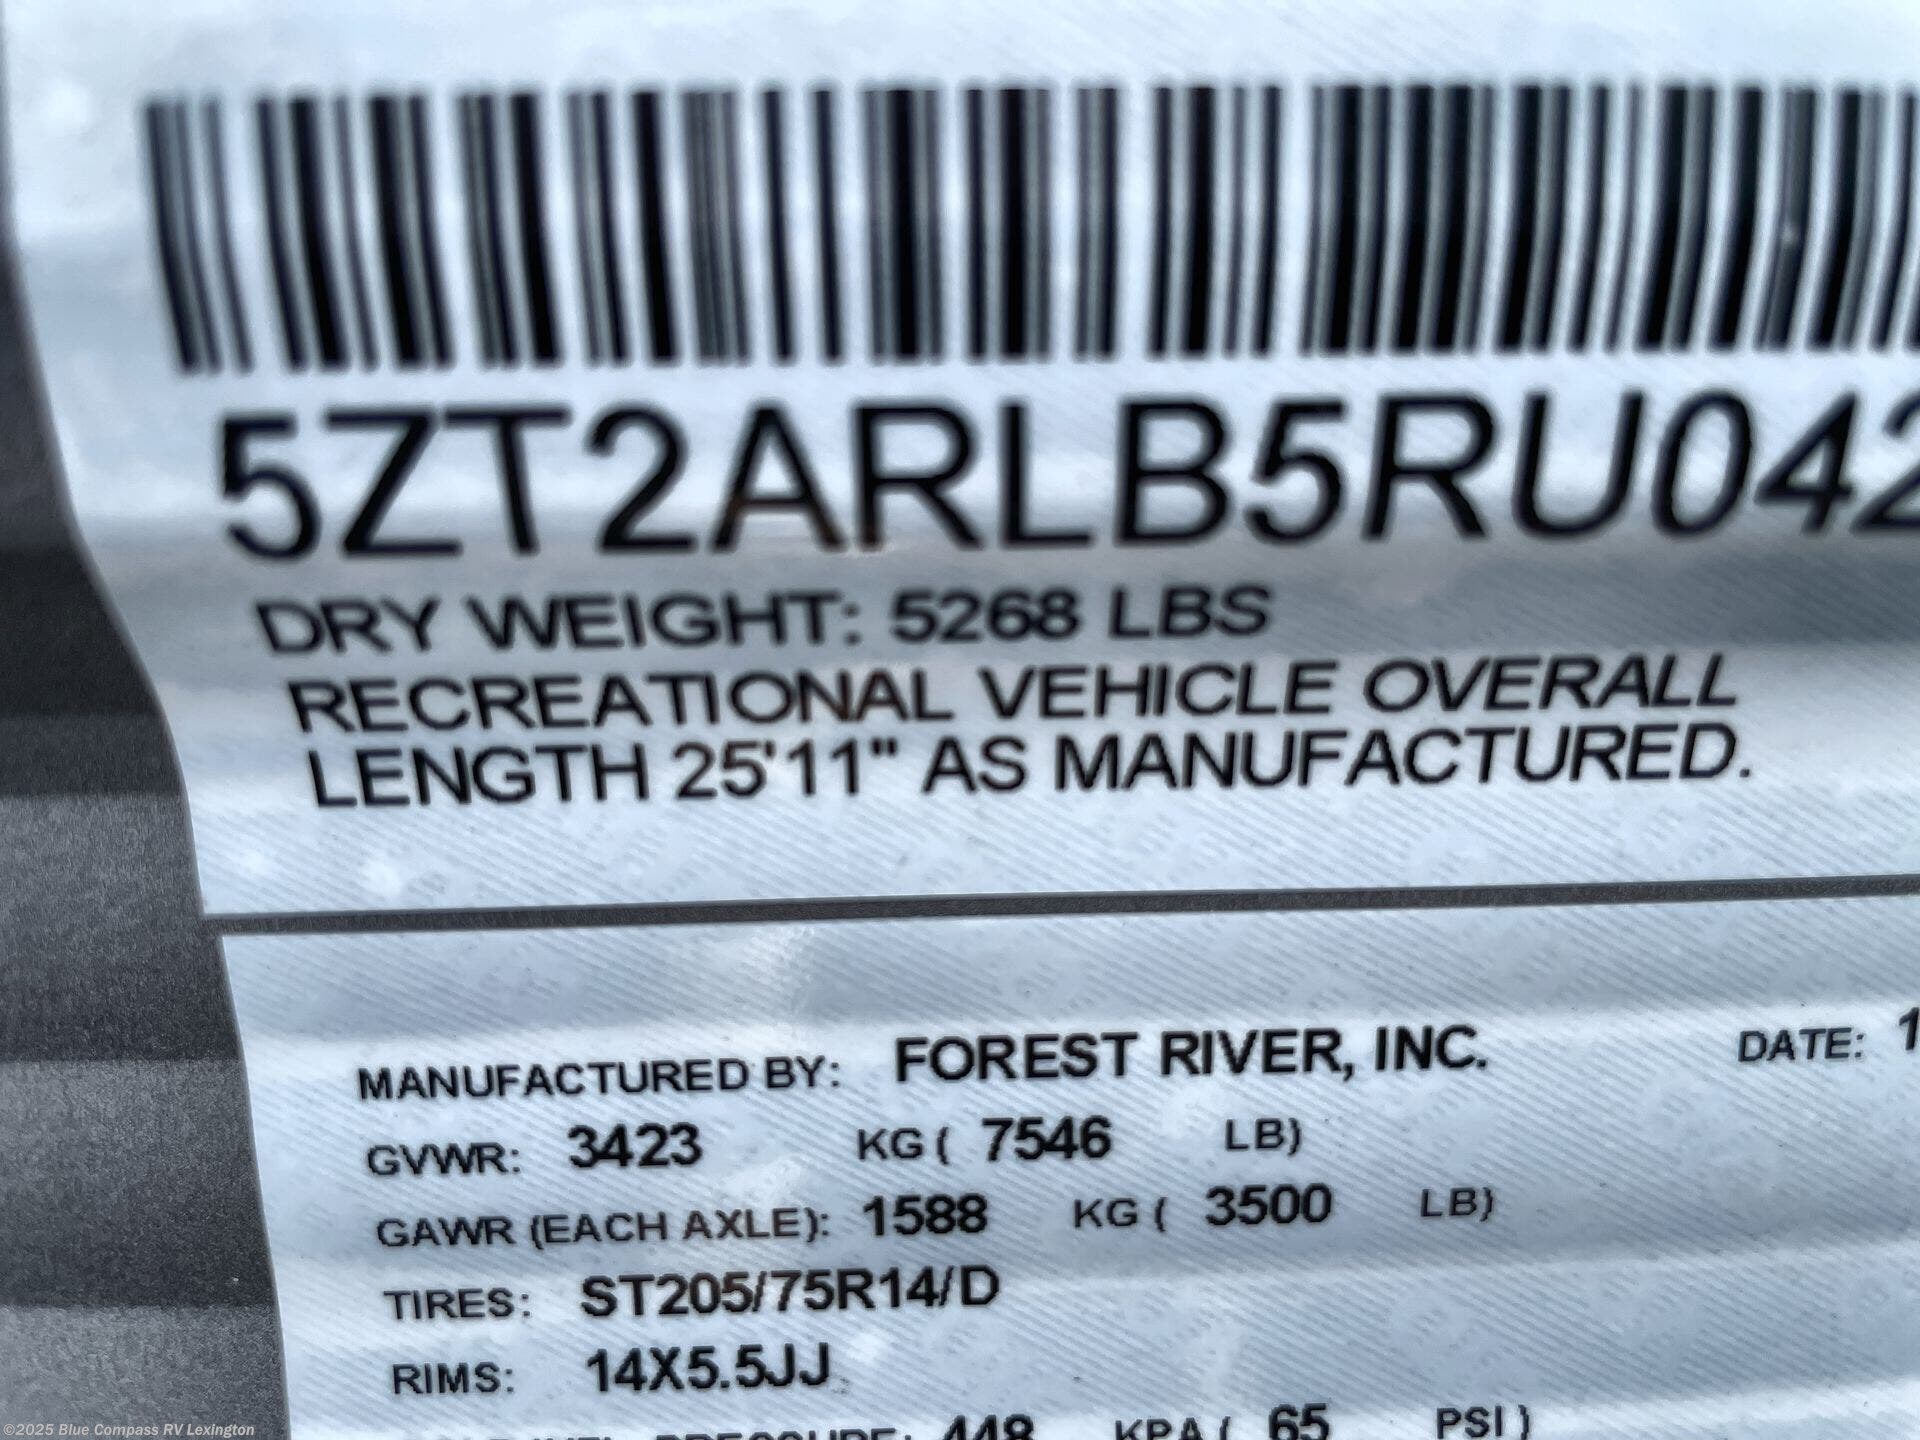 5ZT2ARLB5RU042
DRY WEIGHT: 5268 LBS
RECREATIONAL VEHICLE OVERALL
LENGTH 25'11" AS MANUFACTURED.
MANUFACTURED BY: FOREST RIVER, INC. DATE: 1
GVWR: 3423 KG ( 7546 LB)
GAWR (EACH AXLE): 1588 KG ( 3500 LB)
TIRES: ST205/75R14/D
RIMS: 14X5.5JJ
PRESSURE: 448 KPA ( 65 PSI )
©2025 Blue Compass RV Lexington